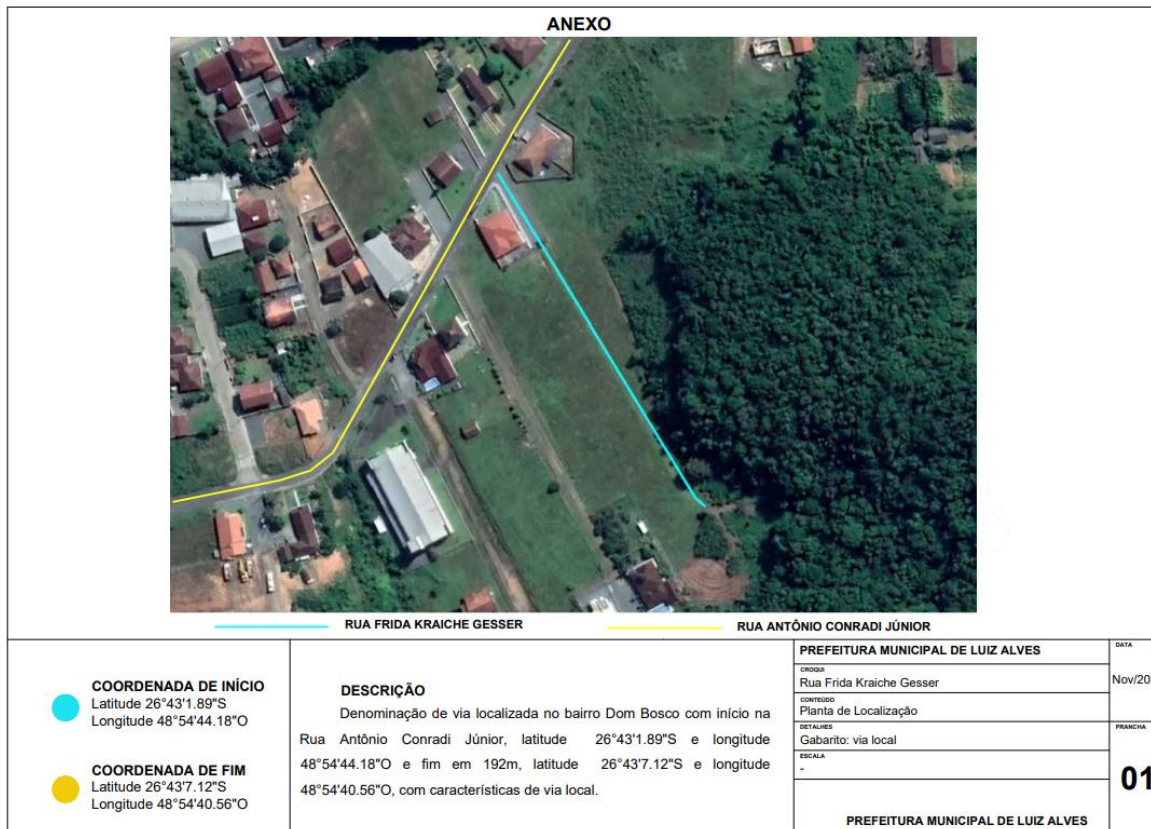 ANEXO
RUA FRIDA KRAICHE GESSER
RUA ANTÔNIO CONRADI JÚNIOR
COORDENADA DE INÍCIO
Latitude 26°43'1.89"S
Longitude 48°54'44.18"O
COORDENADA DE FIM
Latitude 26°43'7.12"S
Longitude 48°54'40.56"O
DESCRIÇÃO
Denominação de via localizada no bairro Dom Bosco com início na
Rua Antônio Conradi Júnior, latitude 26°43'1.89"S e longitude
48°54'44.18"O e fim em 192m, latitude 26°43'7.12"S e longitude
48°54'40.56"O, com características de via local.
PREFEITURA MUNICIPAL DE LUIZ ALVES
CROQUI
Rua Frida Kraiche Gesser
CONTEÚDO
Planta de Localização
DETALHES
Gabarito: via local
ESCALA
-
PREFEITURA MUNICIPAL DE LUIZ ALVES
DATA
PRANCHA
01